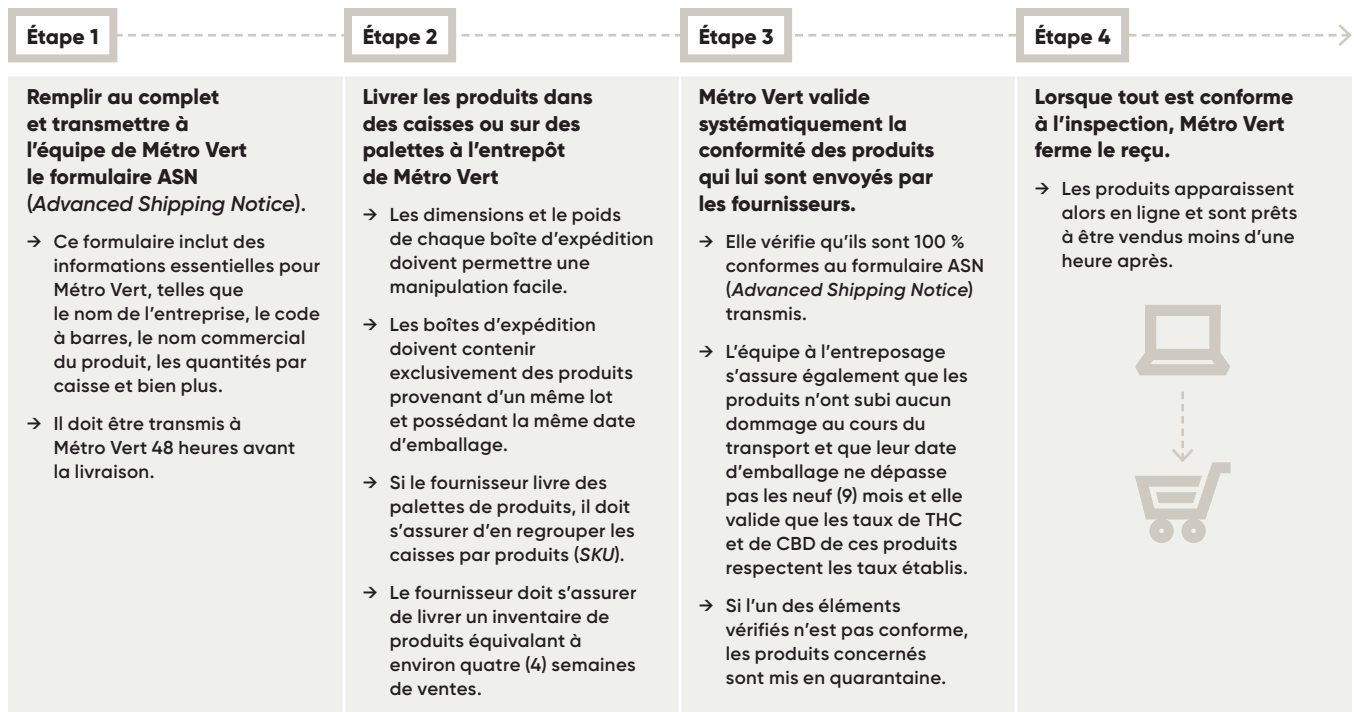 Étape 1
Remplir au complet
et transmettre à
l'équipe de Métro Vert
le formulaire ASN
(Advanced Shipping Notice).
→ Ce formulaire inclut des
informations essentielles pour
Métro Vert, telles que
le nom de l'entreprise, le code
à barres, le nom commercial
du produit, les quantités par
caisse et bien plus.
→ Il doit être transmis à
Métro Vert 48 heures avant
la livraison.
Étape 2
Livrer les produits dans
des caisses ou sur des
palettes à l'entrepôt
de Métro Vert
→ Les dimensions et le poids
de chaque boîte d'expédition
doivent permettre une
manipulation facile.
→ Les boîtes d'expédition
doivent contenir
exclusivement des produits
provenant d'un même lot
et possédant la même date
d'emballage.
→ Si le fournisseur livre des
palettes de produits, il doit
s'assurer d'en regrouper les
caisses par produits (SKU).
→ Le fournisseur doit s'assurer
de livrer un inventaire de
produits équivalant à
environ quatre (4) semaines
de ventes.
Étape 3
Métro Vert valide
systématiquement la
conformité des produits
qui lui sont envoyés par
les fournisseurs.
→ Elle vérifie qu'ils sont 100 %
conformes au formulaire ASN
(Advanced Shipping Notice)
transmis.
→ L'équipe à l'entreposage
s'assure également que les
produits n'ont subi aucun
dommage au cours du
transport et que leur date
d'emballage ne dépasse
pas les neuf (9) mois et elle
valide que les taux de THC
et de CBD de ces produits
respectent les taux établis.
→ Si l'un des éléments
vérifiés n'est pas conforme,
les produits concernés
sont mis en quarantaine.
Étape 4
Lorsque tout est conforme
à l'inspection, Métro Vert
ferme le reçu.
→ Les produits apparaissent
alors en ligne et sont prêts
à être vendus moins d'une
heure après.